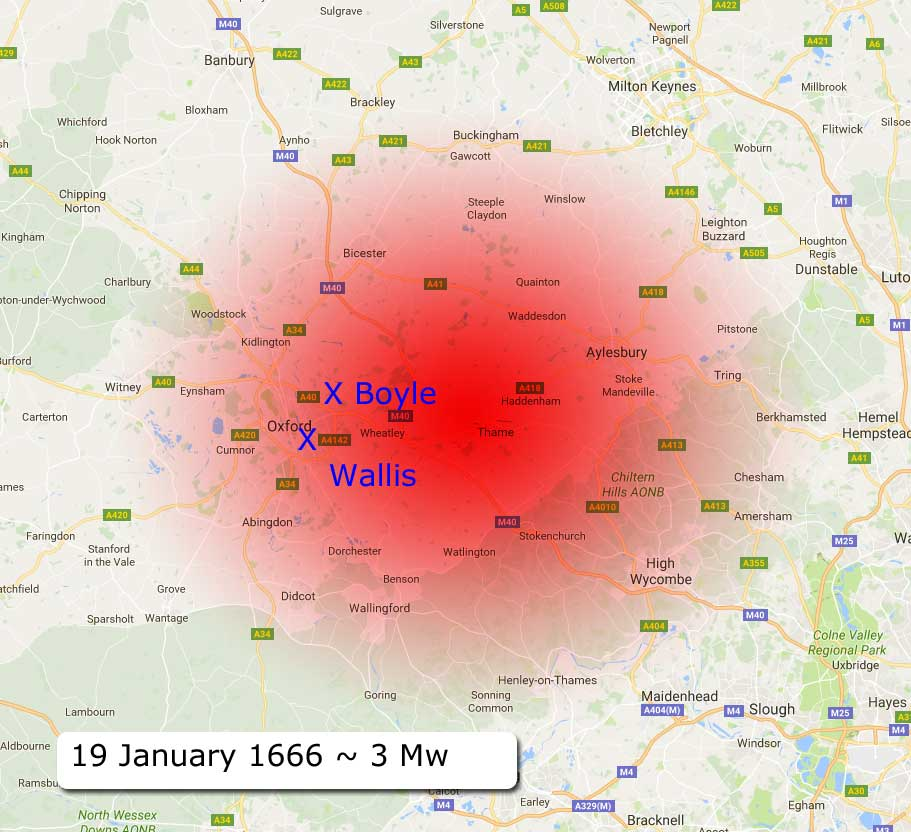 Sulgrave
A5
A508
A422
M40
Silverstone
Newport
Pagnell
A421
A6
A429
Banbury
A422
A43
Wolverton
A422
Milton Keynes
Millbrook
Brackley
Bloxham
Whichford
Hook Norton
Aynho
A421
Buckingham
A421
Bletchley
Flitwick
Silsoe
M40
A43
Gawcott
Woburn
A44
Chipping
Norton
Steeple
Claydon
Winslow
A4146
A5
M1
Leighton
Buzzard
Kingham
Bicester
A505
Houghton
Regis
Dunstable
Luto
A44
Charlbury
M40
A41
Quainton
A418
pton-under-Wychwood
Woodstock
A34
Waddesdon
A5
M1
Pitstone
Kidlington
Aylesbury
Burford
Witney
A40
Eynsham
A40
X Boyle
A418
Haddenham
Stoke
Mandeville
Tring
Carterton
M40
Berkhamsted
Hemel
Hempstead
Oxford
X
A4142
Wheatley
Thame
A420
Cumnor
A413
A41
Wallis
A34
Chiltern
Hills AONB
Chesham
ames
A420
Abingdon
M40
A4010
A413
Amersham
Faringdon
Stanford
in the Vale
Dorchester
Watlington
Stokenchurch
M25
Wa
High
Wycombe
A355
atchfield
Grove
Benson
Didcot
Wallingford
Sparsholt
Wantage
A34
A404
M40
Colne Valley
Regional Park
Uxbridge
Goring
Sonning
Common
Henley-on-Thames
Maidenhead
A404(M)
M4
Slough
M25
Hayes
A3
M4
Lambourn
Aldbourne
19 January 1666 ~ 3 Mw
Windsor
Ramsbu
M4
Calcot
M4
Earley
A329(M)
Egham
A30
North Wessex
Downs AONB
A34
Bracknell
Ascot
M3